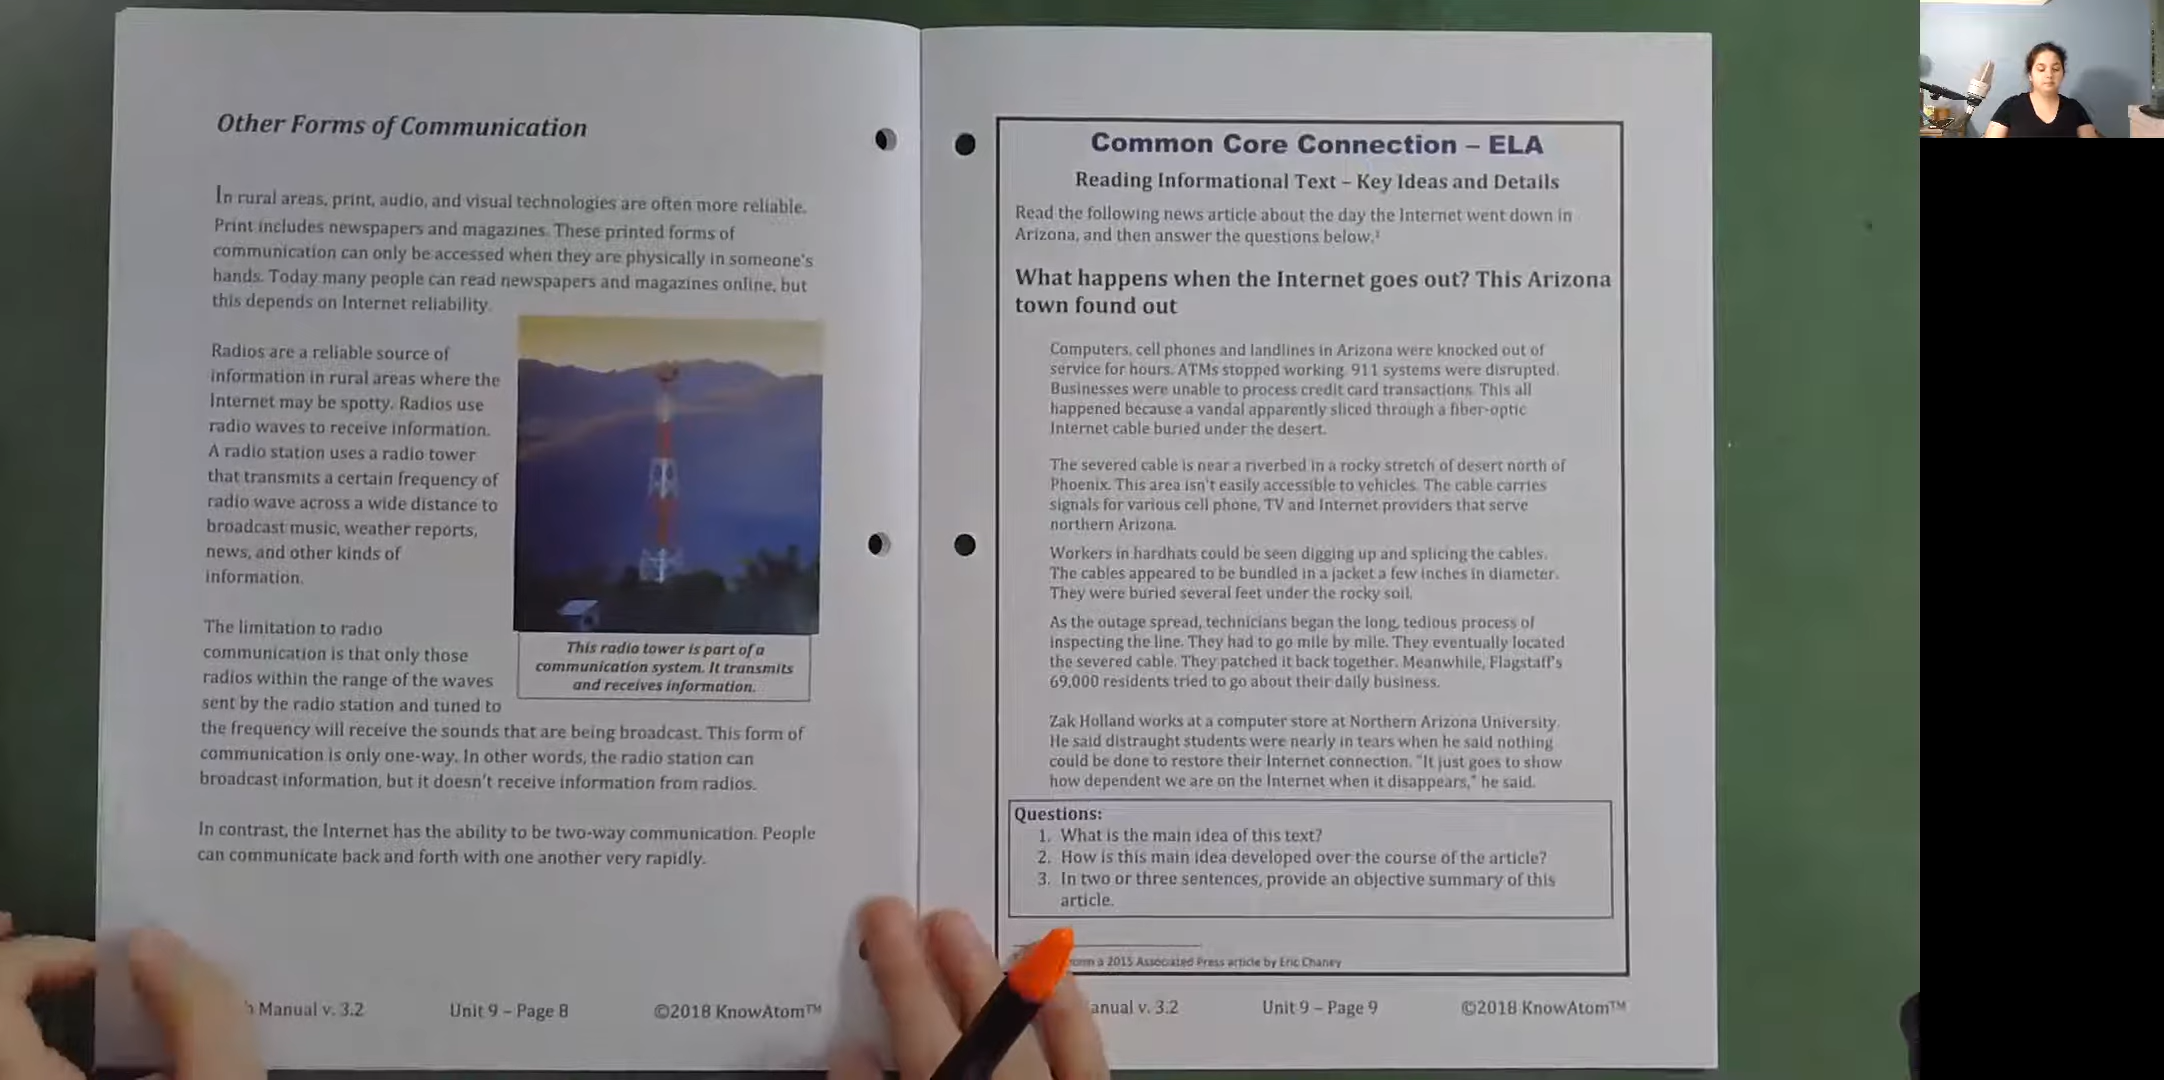 Other Forms of Communication
In rural areas, print, audio, and visual technologies are often more reliable.
Print includes newspapers and magazines. These printed forms of
communication can only be accessed when they are physically in someone's
hands. Today many people can read newspapers and magazines online, but
this depends on Internet reliability.
Radios are a reliable source of
information in rural areas where the
Internet may be spotty. Radios use
radio waves to receive information.
A radio station uses a radio tower
that transmits a certain frequency of
radio wave across a wide distance to
broadcast music, weather reports,
news, and other kinds of
information.
This radio tower is part of a
communication system. It transmits
and receives information.
The limitation to radio
communication is that only those
radios within the range of the waves
sent by the radio station and tuned to
the frequency will receive the sounds that are being broadcast. This form of
communication is only one-way. In other words, the radio station can
broadcast information, but it doesn't receive information from radios.
In contrast, the Internet has the ability to be two-way communication. People
can communicate back and forth with one another very rapidly.
Manual v. 3.2 Unit 9 – Page 8 ©2018 KnowAtom™
Common Core Connection – ELA
Reading Informational Text – Key Ideas and Details
Read the following news article about the day the Internet went down in
Arizona, and then answer the questions below.¹
What happens when the Internet goes out? This Arizona
town found out
Computers, cell phones and landlines in Arizona were knocked out of
service for hours. ATMs stopped working. 911 systems were disrupted.
Businesses were unable to process credit card transactions. This all
happened because a vandal apparently sliced through a fiber-optic
Internet cable buried under the desert.
The severed cable is near a riverbed in a rocky stretch of desert north of
Phoenix. This area isn't easily accessible to vehicles. The cable carries
signals for various cell phone, TV and Internet providers that serve
northern Arizona.
Workers in hardhats could be seen digging up and splicing the cables.
The cables appeared to be bundled in a jacket a few inches in diameter.
They were buried several feet under the rocky soil.
As the outage spread, technicians began the long, tedious process of
inspecting the line. They had to go mile by mile. They eventually located
the severed cable. They patched it back together. Meanwhile, Flagstaff's
69,000 residents tried to go about their daily business.
Zak Holland works at a computer store at Northern Arizona University.
He said distraught students were nearly in tears when he said nothing
could be done to restore their Internet connection. "It just goes to show
how dependent we are on the Internet when it disappears," he said.
Questions:
1. What is the main idea of this text?
2. How is this main idea developed over the course of the article?
3. In two or three sentences, provide an objective summary of this
article.
a 2015 Associated Press article by Eric Chaney
v. 3.2 Unit 9 – Page 9 ©2018 KnowAtom™